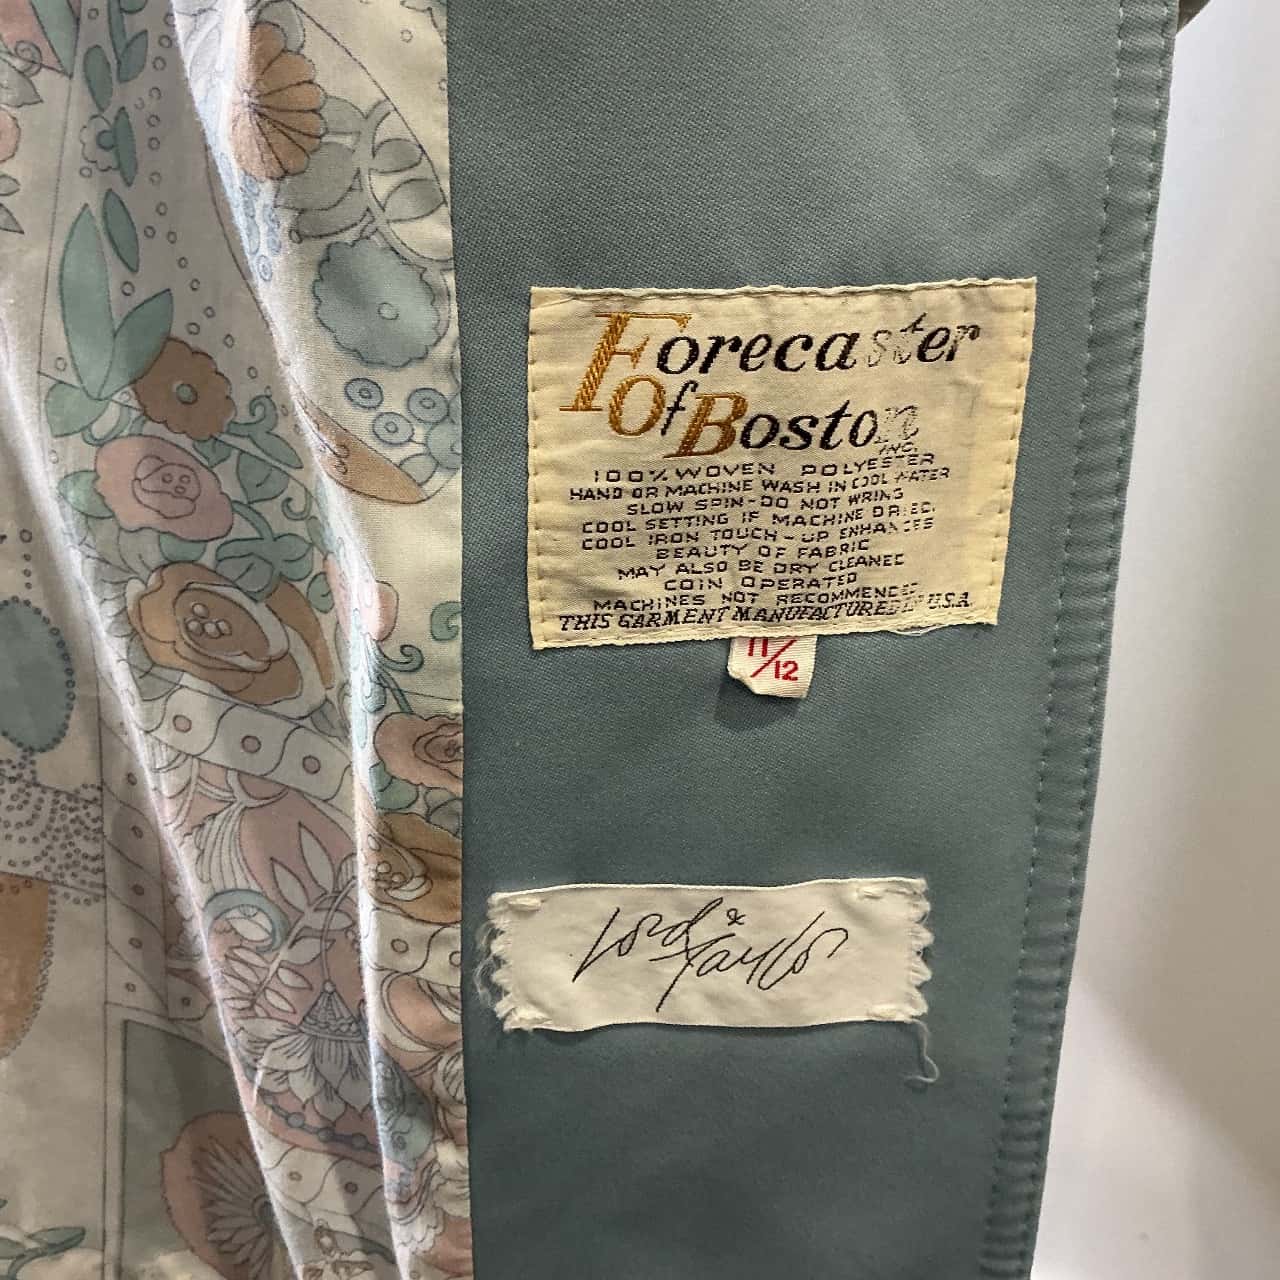 Forecaster
Of Boston
INC.
100% WOVEN POLYESTER
HAND OR MACHINE WASH IN COOL WATER
SLOW SPIN-DO NOT WRING
COOL SETTING IF MACHINE DRIED.
COOL IRON TOUCH-UP ENHANCES
BEAUTY OF FABRIC
MAY ALSO BE DRY CLEANED
COIN OPERATED
MACHINES NOT RECOMMENDED
THIS GARMENT MANUFACTURED IN U.S.A.
11/12
Lord & Taylor